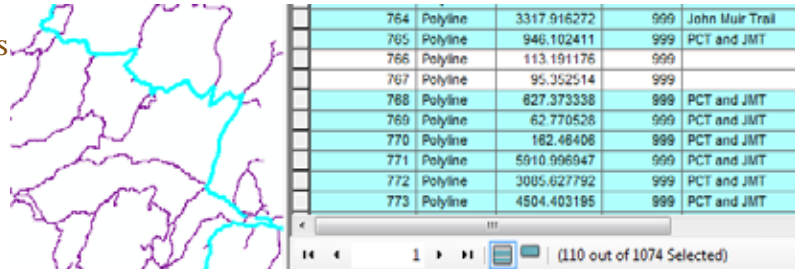 s
764 Polyline 3317.916272 999 John Muir Trail
765 Polyline 946.102411 999 PCT and JMT
766 Polyline 113.191176 999
767 Polyline 95.352514 999
768 Polyline 627.373338 999 PCT and JMT
769 Polyline 62.770528 999 PCT and JMT
770 Polyline 162.46406 999 PCT and JMT
771 Polyline 5910.996947 999 PCT and JMT
772 Polyline 3085.627792 999 PCT and JMT
773 Polyline 4504.403195 999 PCT and JMT
1 (110 out of 1074 Selected)